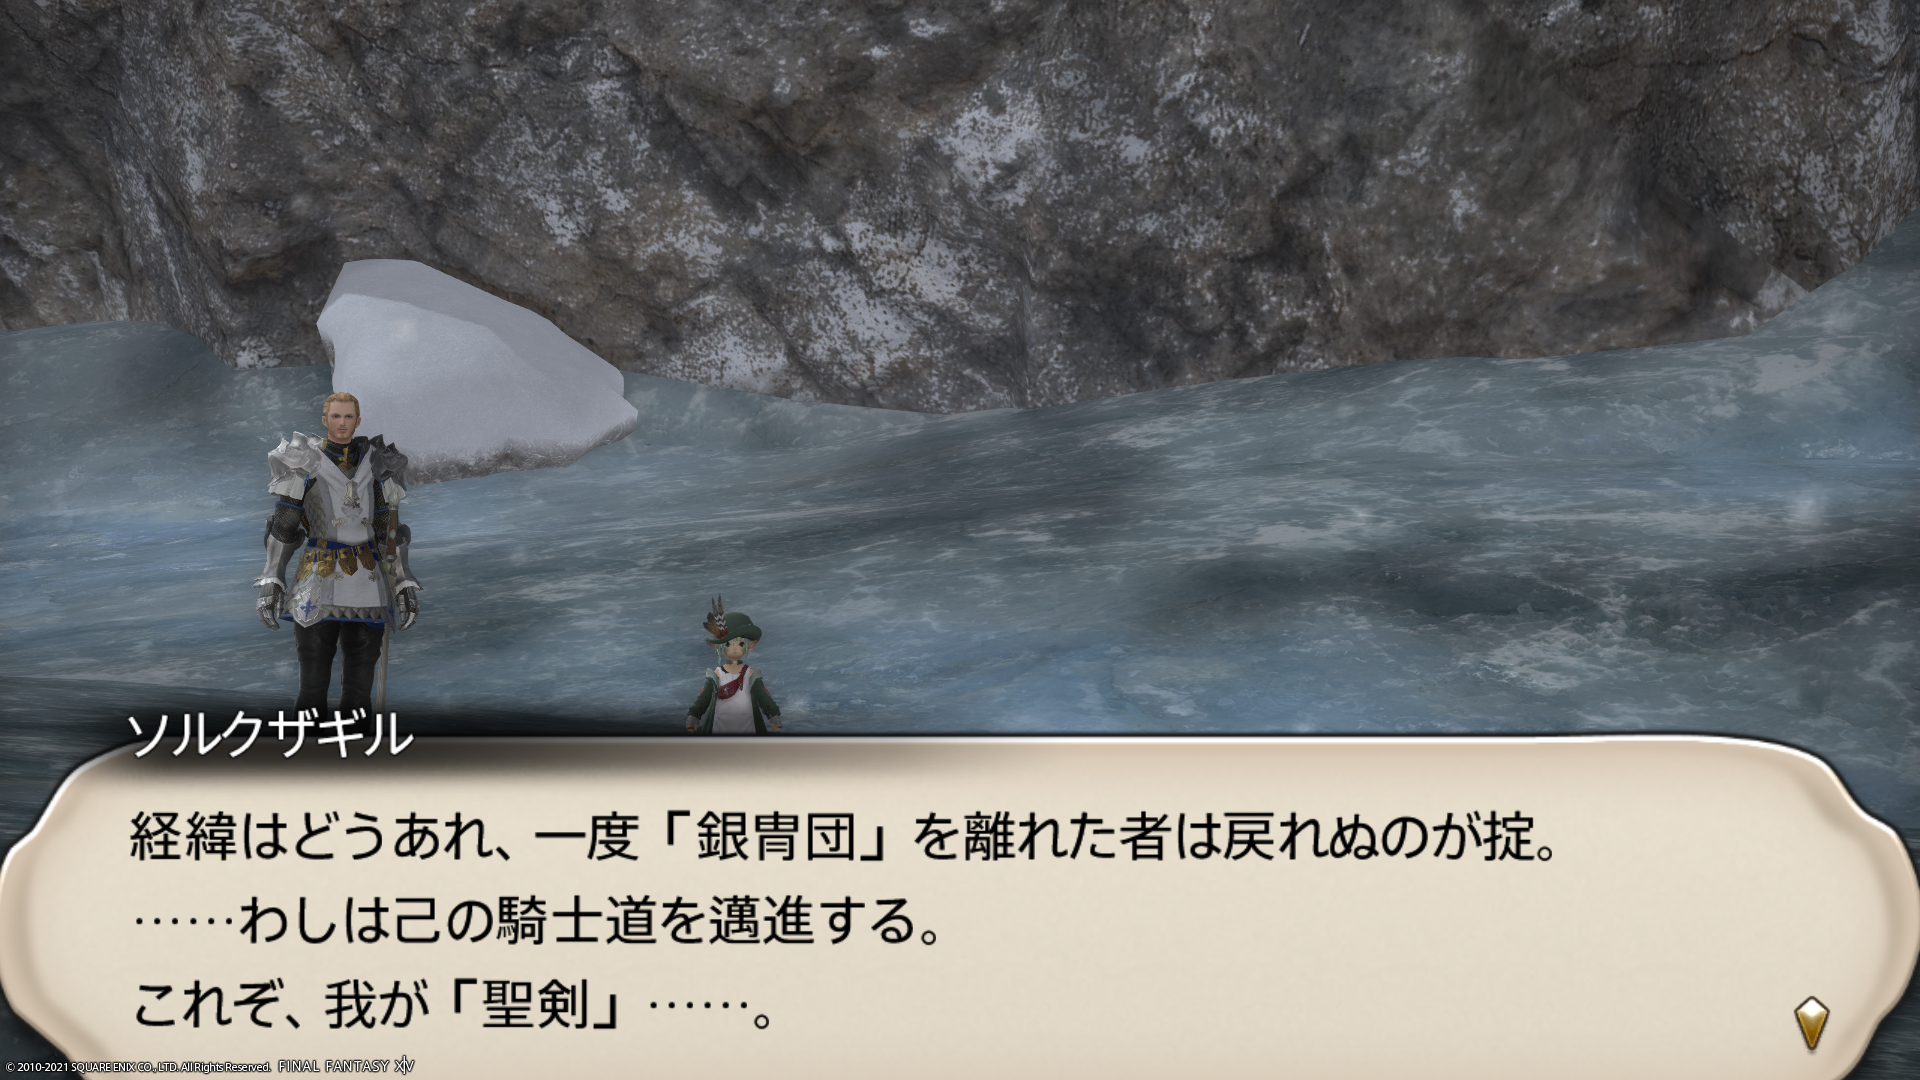 ソルクザギル
経緯はどうあれ、一度「銀冑団」を離れた者は戻れぬのが掟。
……わしは己の騎士道を邁進する。
これぞ、我が「聖剣」……。
© 2010-2021 SQUARE ENIX CO., LTD. All Rights Reserved. FINAL FANTASY XIV